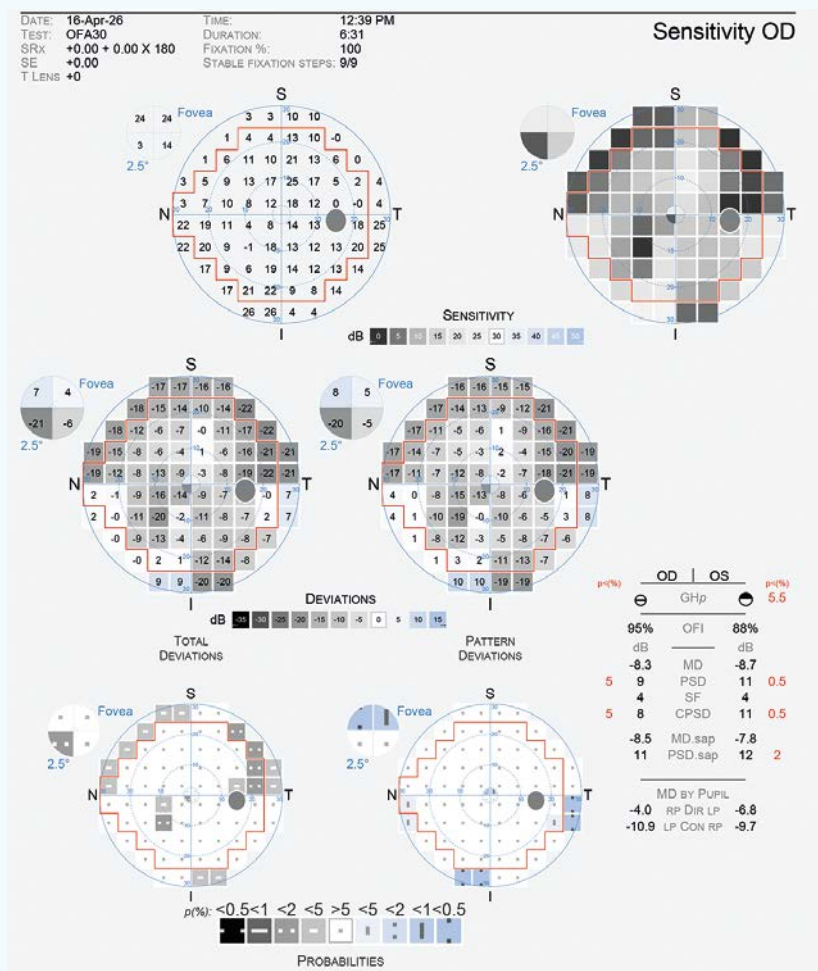 DATE: 16-Apr-26 TIME: 12:39 PM
TEST: OFA30 DURATION: 6:31
SRX +0.00 + 0.00 X 180 FIXATION %: 100
SE +0.00 STABLE FIXATION STEPS: 9/9
T LENS +0
Sensitivity OD
S
Fovea
24 24
3 14
2.5°
3 3 10 10
1 4 4 13 10 -0
1 6 11 10 21 13 6 0
3 5 9 13 17 25 17 5 2 4
N 3 7 10 8 12 18 12 0 -0 4 T
22 19 11 4 8 14 13 18 25
22 20 9 -1 18 13 12 13 20 25
17 9 6 19 14 12 13 14
17 21 22 9 8 14
26 26 4 4
I
S
Fovea
2.5°
N T
I
SENSITIVITY
dB 0 5 10 15 20 25 30 35 40 45 50
S
Fovea
7 4
-21 -6
2.5°
-17 -17 -16 -16
-18 -15 -14 -10 -14 -22
-18 -12 -6 -7 -0 -11 -17 -22
-19 -15 -8 -6 -4 1 -6 -16 -21 -21
N -19 -12 -8 -13 -9 -3 -8 -19 -22 -21 T
2 -1 -9 -16 -14 -9 -7 -0 7
2 -0 -11 -20 -2 -11 -8 -7 2 7
-0 -9 -13 -4 -9 -6 -8
-0 2 1 -12 -14 -8
9 9 -20 -20
I
S
Fovea
8 5
-20 -5
2.5°
-16 -16 -15 -15
-17 -14 -13 -9 -12 -21
-17 -11 -5 -6 1 -9 -16 -21
-17 -14 -7 -5 -3 2 -4 -15 -20 -19
N -17 -11 -7 -12 -8 -2 -8 -18 -21 -19 T
4 0 -8 -15 -13 -8 -6 1 8
4 1 -10 -19 -0 -10 -6 -5 3 8
1 -8 -12 -3 -5 -8 -7 -6
1 3 2 -11 -13 -7
10 10 -19 -19
I
DEVIATIONS
dB -35 -30 -25 -20 -15 -10 -5 0 5 10 15
TOTAL
DEVIATIONS
PATTERN
DEVIATIONS
p<(%) OD | OS p<(%)
GHp 5.5
95% OFI 88%
dB dB
-8.3 MD -8.7
5 9 PSD 11 0.5
4 SF 4
5 8 CPSD 11 0.5
-8.5 MD.sap -7.8
11 PSD.sap 12 2
MD BY PUPIL
-4.0 RP DIR LP -6.8
-10.9 LP CON RP -9.7
S
Fovea
2.5°
N T
I
S
Fovea
2.5°
N T
I
p(%): <0.5 <1 <2 <5 >5 <5 <2 <1 <0.5
PROBABILITIES